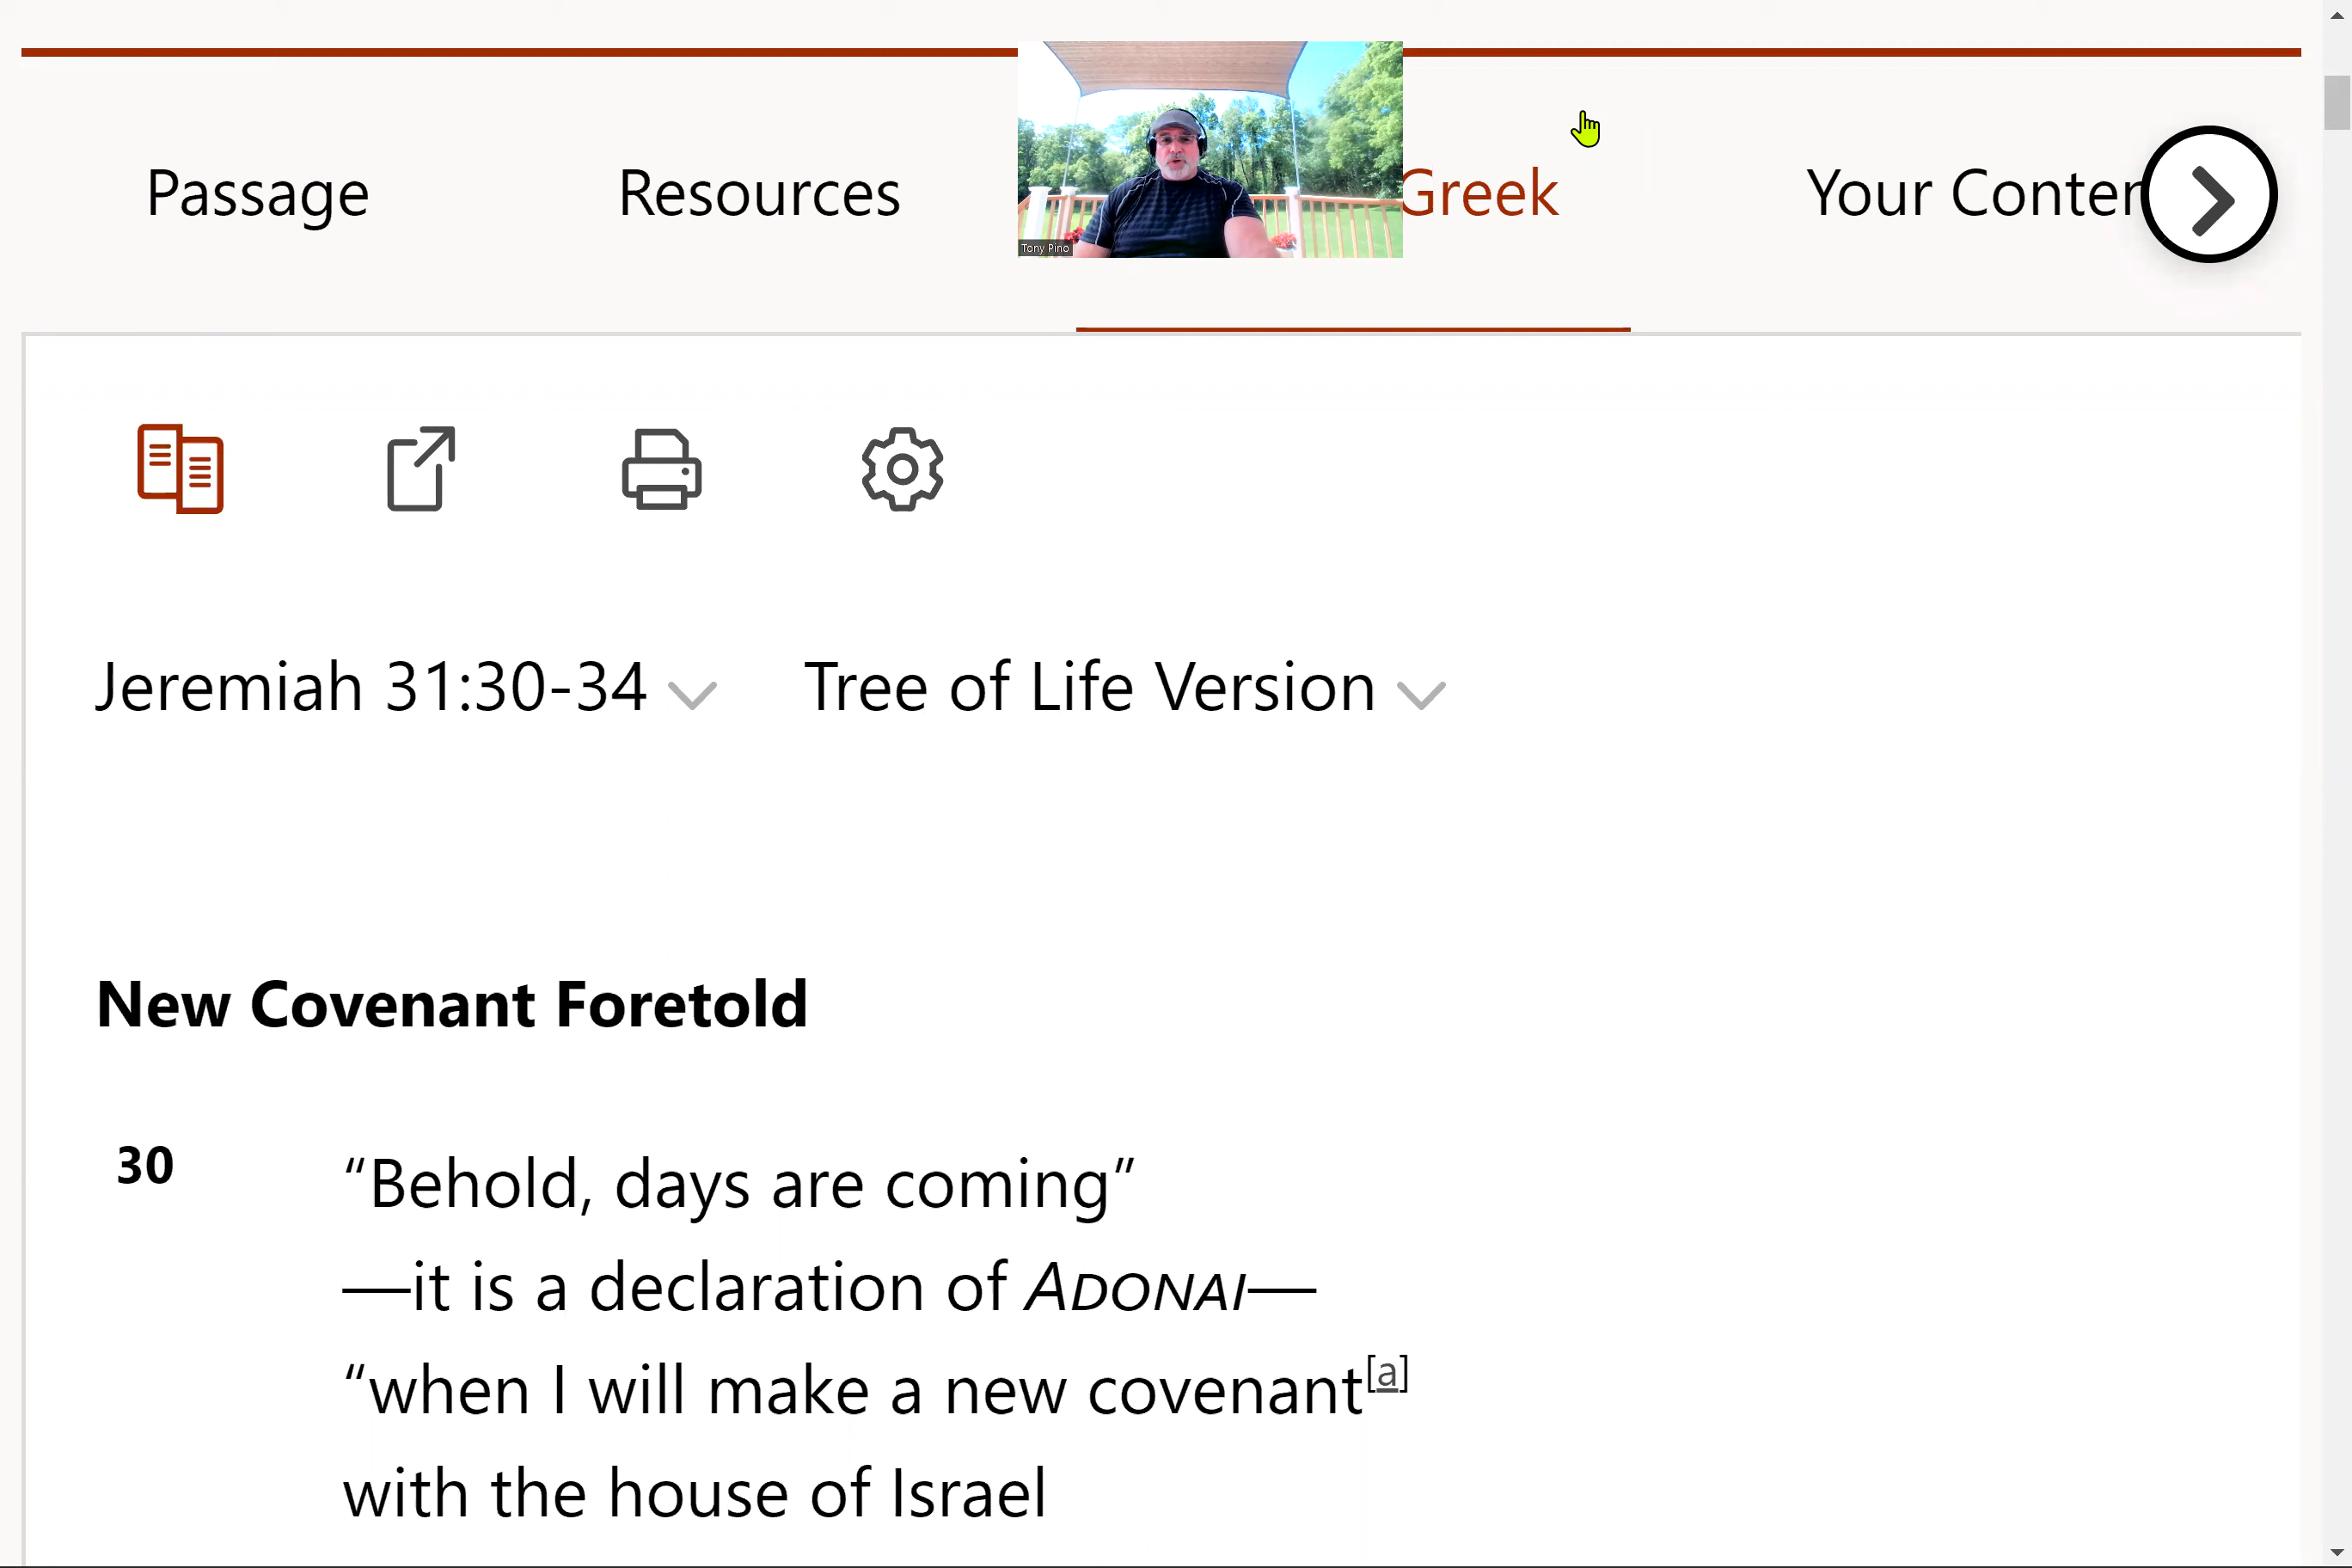 Passage
Resources
Greek
Your Conten
Tony Pino
Jeremiah 31:30-34
Tree of Life Version
New Covenant Foretold
30
“Behold, days are coming”
—it is a declaration of ADONAI—
“when I will make a new covenant[a]
with the house of Israel